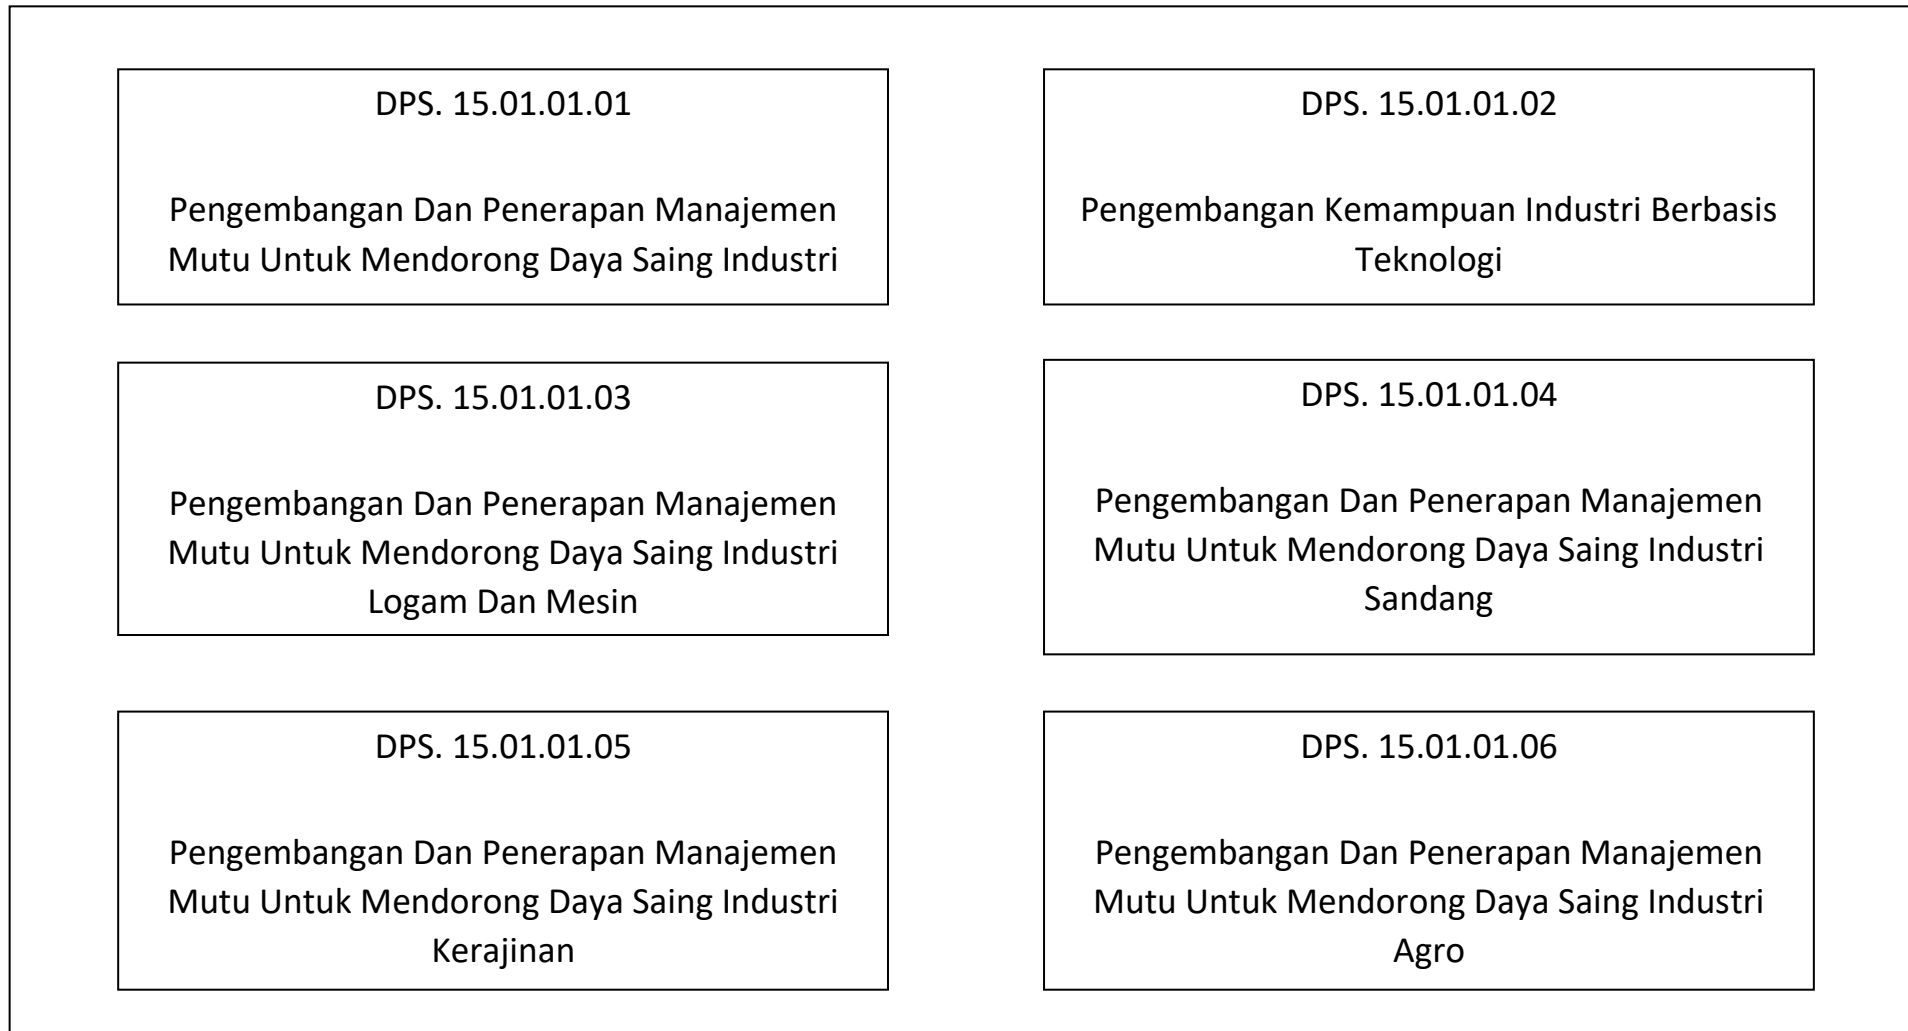 DPS. 15.01.01.01
Pengembangan Dan Penerapan Manajemen
Mutu Untuk Mendorong Daya Saing Industri
DPS. 15.01.01.02
Pengembangan Kemampuan Industri Berbasis
Teknologi
DPS. 15.01.01.03
Pengembangan Dan Penerapan Manajemen
Mutu Untuk Mendorong Daya Saing Industri
Logam Dan Mesin
DPS. 15.01.01.04
Pengembangan Dan Penerapan Manajemen
Mutu Untuk Mendorong Daya Saing Industri
Sandang
DPS. 15.01.01.05
Pengembangan Dan Penerapan Manajemen
Mutu Untuk Mendorong Daya Saing Industri
Kerajinan
DPS. 15.01.01.06
Pengembangan Dan Penerapan Manajemen
Mutu Untuk Mendorong Daya Saing Industri
Agro